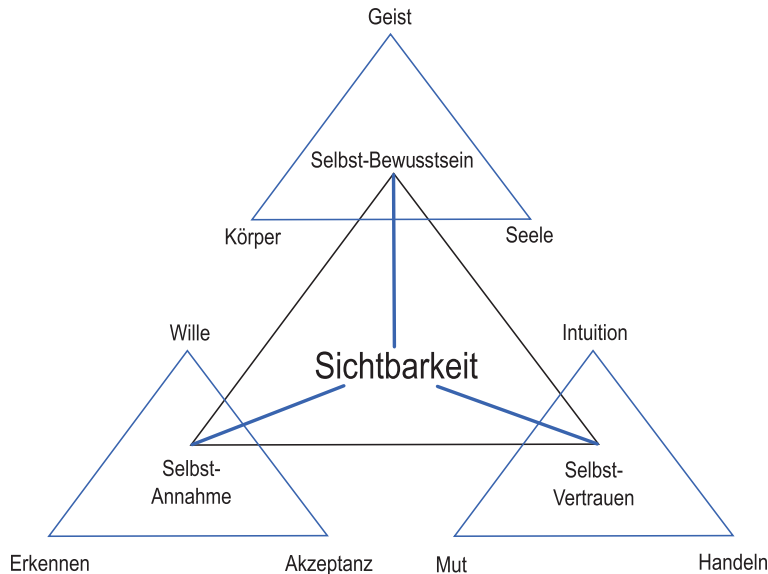 Geist
Selbst-Bewusstsein
Körper
Seele
Wille
Intuition
Sichtbarkeit
Selbst-
Annahme
Selbst-
Vertrauen
Erkennen
Akzeptanz
Mut
Handeln